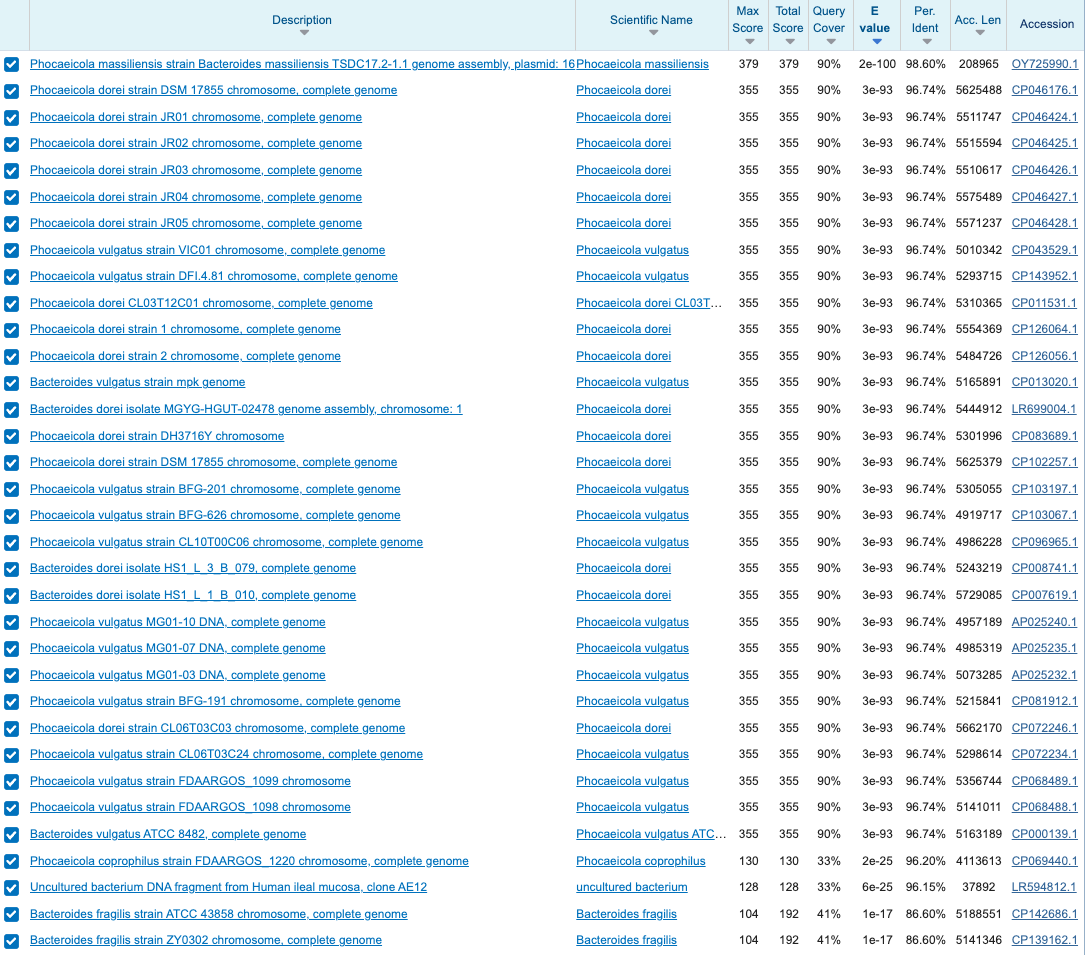 Description Scientific Name Max Score Total Score Query Cover E value Per. Ident Acc. Len Accession
Phocaeicola massiliensis strain Bacteroides massiliensis TSDC17.2-1.1 genome assembly, plasmid: 16 Phocaeicola massiliensis 379 379 90% 2e-100 98.60% 208965 OY725990.1
Phocaeicola dorei strain DSM 17855 chromosome, complete genome Phocaeicola dorei 355 355 90% 3e-93 96.74% 5625488 CP046176.1
Phocaeicola dorei strain JR01 chromosome, complete genome Phocaeicola dorei 355 355 90% 3e-93 96.74% 5511747 CP046424.1
Phocaeicola dorei strain JR02 chromosome, complete genome Phocaeicola dorei 355 355 90% 3e-93 96.74% 5515594 CP046425.1
Phocaeicola dorei strain JR03 chromosome, complete genome Phocaeicola dorei 355 355 90% 3e-93 96.74% 5510617 CP046426.1
Phocaeicola dorei strain JR04 chromosome, complete genome Phocaeicola dorei 355 355 90% 3e-93 96.74% 5575489 CP046427.1
Phocaeicola dorei strain JR05 chromosome, complete genome Phocaeicola dorei 355 355 90% 3e-93 96.74% 5571237 CP046428.1
Phocaeicola vulgatus strain VIC01 chromosome, complete genome Phocaeicola vulgatus 355 355 90% 3e-93 96.74% 5010342 CP043529.1
Phocaeicola vulgatus strain DFI.4.81 chromosome, complete genome Phocaeicola vulgatus 355 355 90% 3e-93 96.74% 5293715 CP143952.1
Phocaeicola dorei CL03T12C01 chromosome, complete genome Phocaeicola dorei CL03T... 355 355 90% 3e-93 96.74% 5310365 CP011531.1
Phocaeicola dorei strain 1 chromosome, complete genome Phocaeicola dorei 355 355 90% 3e-93 96.74% 5554369 CP126064.1
Phocaeicola dorei strain 2 chromosome, complete genome Phocaeicola dorei 355 355 90% 3e-93 96.74% 5484726 CP126056.1
Bacteroides vulgatus strain mpk genome Phocaeicola vulgatus 355 355 90% 3e-93 96.74% 5165891 CP013020.1
Bacteroides dorei isolate MGYG-HGUT-02478 genome assembly, chromosome: 1 Phocaeicola dorei 355 355 90% 3e-93 96.74% 5444912 LR699004.1
Phocaeicola dorei strain DH3716Y chromosome Phocaeicola dorei 355 355 90% 3e-93 96.74% 5301996 CP083689.1
Phocaeicola dorei strain DSM 17855 chromosome, complete genome Phocaeicola dorei 355 355 90% 3e-93 96.74% 5625379 CP102257.1
Phocaeicola vulgatus strain BFG-201 chromosome, complete genome Phocaeicola vulgatus 355 355 90% 3e-93 96.74% 5305055 CP103197.1
Phocaeicola vulgatus strain BFG-626 chromosome, complete genome Phocaeicola vulgatus 355 355 90% 3e-93 96.74% 4919717 CP103067.1
Phocaeicola vulgatus strain CL10T00C06 chromosome, complete genome Phocaeicola vulgatus 355 355 90% 3e-93 96.74% 4986228 CP096965.1
Bacteroides dorei isolate HS1_L_3_B_079, complete genome Phocaeicola dorei 355 355 90% 3e-93 96.74% 5243219 CP008741.1
Bacteroides dorei isolate HS1_L_1_B_010, complete genome Phocaeicola dorei 355 355 90% 3e-93 96.74% 5729085 CP007619.1
Phocaeicola vulgatus MG01-10 DNA, complete genome Phocaeicola vulgatus 355 355 90% 3e-93 96.74% 4957189 AP025240.1
Phocaeicola vulgatus MG01-07 DNA, complete genome Phocaeicola vulgatus 355 355 90% 3e-93 96.74% 4985319 AP025235.1
Phocaeicola vulgatus MG01-03 DNA, complete genome Phocaeicola vulgatus 355 355 90% 3e-93 96.74% 5073285 AP025232.1
Phocaeicola vulgatus strain BFG-191 chromosome, complete genome Phocaeicola vulgatus 355 355 90% 3e-93 96.74% 5215841 CP081912.1
Phocaeicola dorei strain CL06T03C03 chromosome, complete genome Phocaeicola dorei 355 355 90% 3e-93 96.74% 5662170 CP072246.1
Phocaeicola vulgatus strain CL06T03C24 chromosome, complete genome Phocaeicola vulgatus 355 355 90% 3e-93 96.74% 5298614 CP072234.1
Phocaeicola vulgatus strain FDAARGOS_1099 chromosome Phocaeicola vulgatus 355 355 90% 3e-93 96.74% 5356744 CP068489.1
Phocaeicola vulgatus strain FDAARGOS_1098 chromosome Phocaeicola vulgatus 355 355 90% 3e-93 96.74% 5141011 CP068488.1
Bacteroides vulgatus ATCC 8482, complete genome Phocaeicola vulgatus ATC... 355 355 90% 3e-93 96.74% 5163189 CP000139.1
Phocaeicola coprophilus strain FDAARGOS_1220 chromosome, complete genome Phocaeicola coprophilus 130 130 33% 2e-25 96.20% 4113613 CP069440.1
Uncultured bacterium DNA fragment from Human ileal mucosa, clone AE12 uncultured bacterium 128 128 33% 6e-25 96.15% 37892 LR594812.1
Bacteroides fragilis strain ATCC 43858 chromosome, complete genome Bacteroides fragilis 104 192 41% 1e-17 86.60% 5188551 CP142686.1
Bacteroides fragilis strain ZY0302 chromosome, complete genome Bacteroides fragilis 104 192 41% 1e-17 86.60% 5141346 CP139162.1